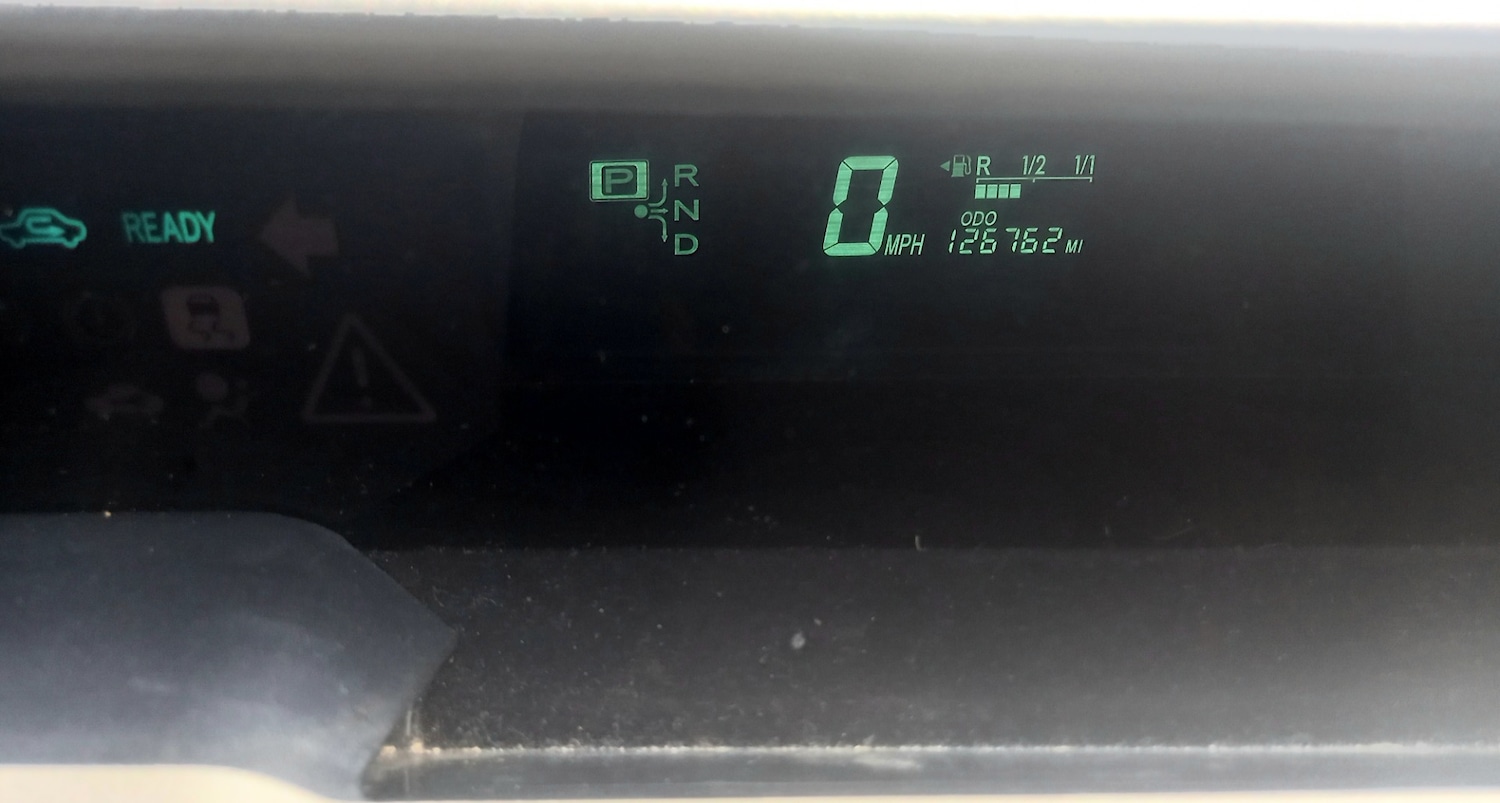 READY
P
R
N
D
0 MPH
R 1/2 1/1
ODO
126762 MI